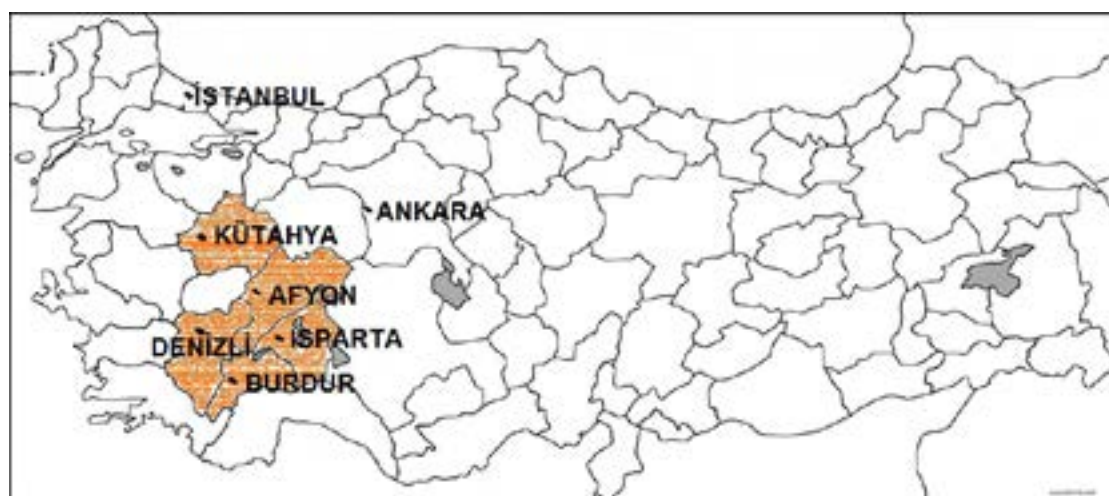 İSTANBUL
ANKARA
KÜTAHYA
AFYON
İSPARTA
DENİZLİ
BURDUR